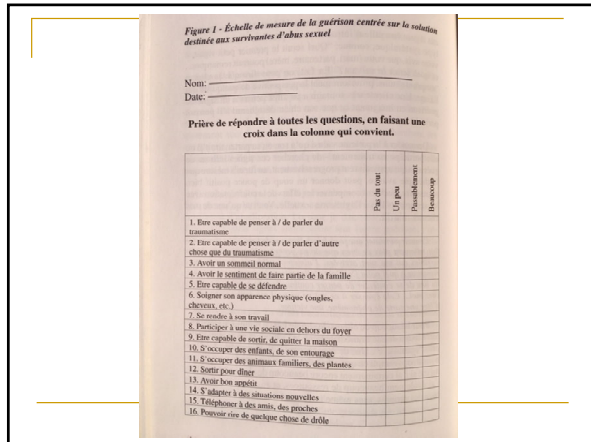 Figure 1 - Échelle de mesure de la guérison centrée sur la solution
destinée aux survivantes d'abus sexuel
Nom:
Date:
Prière de répondre à toutes les questions, en faisant une
croix dans la colonne qui convient.
Pas du tout
Un peu
Passablement
Beaucoup
1. Etre capable de penser à / de parler du
traumatisme
2. Etre capable de penser à / de parler d'autre
chose que du traumatisme
3. Avoir un sommeil normal
4. Avoir le sentiment de faire partie de la famille
5. Etre capable de se défendre
6. Soigner son apparence physique (ongles,
cheveux, etc.)
7. Se rendre à son travail
8. Participer à une vie sociale en dehors du foyer
9. Etre capable de sortir, de quitter la maison
10. S'occuper des enfants, de son entourage
11. S'occuper des animaux familiers, des plantes
12. Sortir pour dîner
13. Avoir bon appétit
14. S'adapter à des situations nouvelles
15. Téléphoner à des amis, des proches
16. Pouvoir rire de quelque chose de drôle